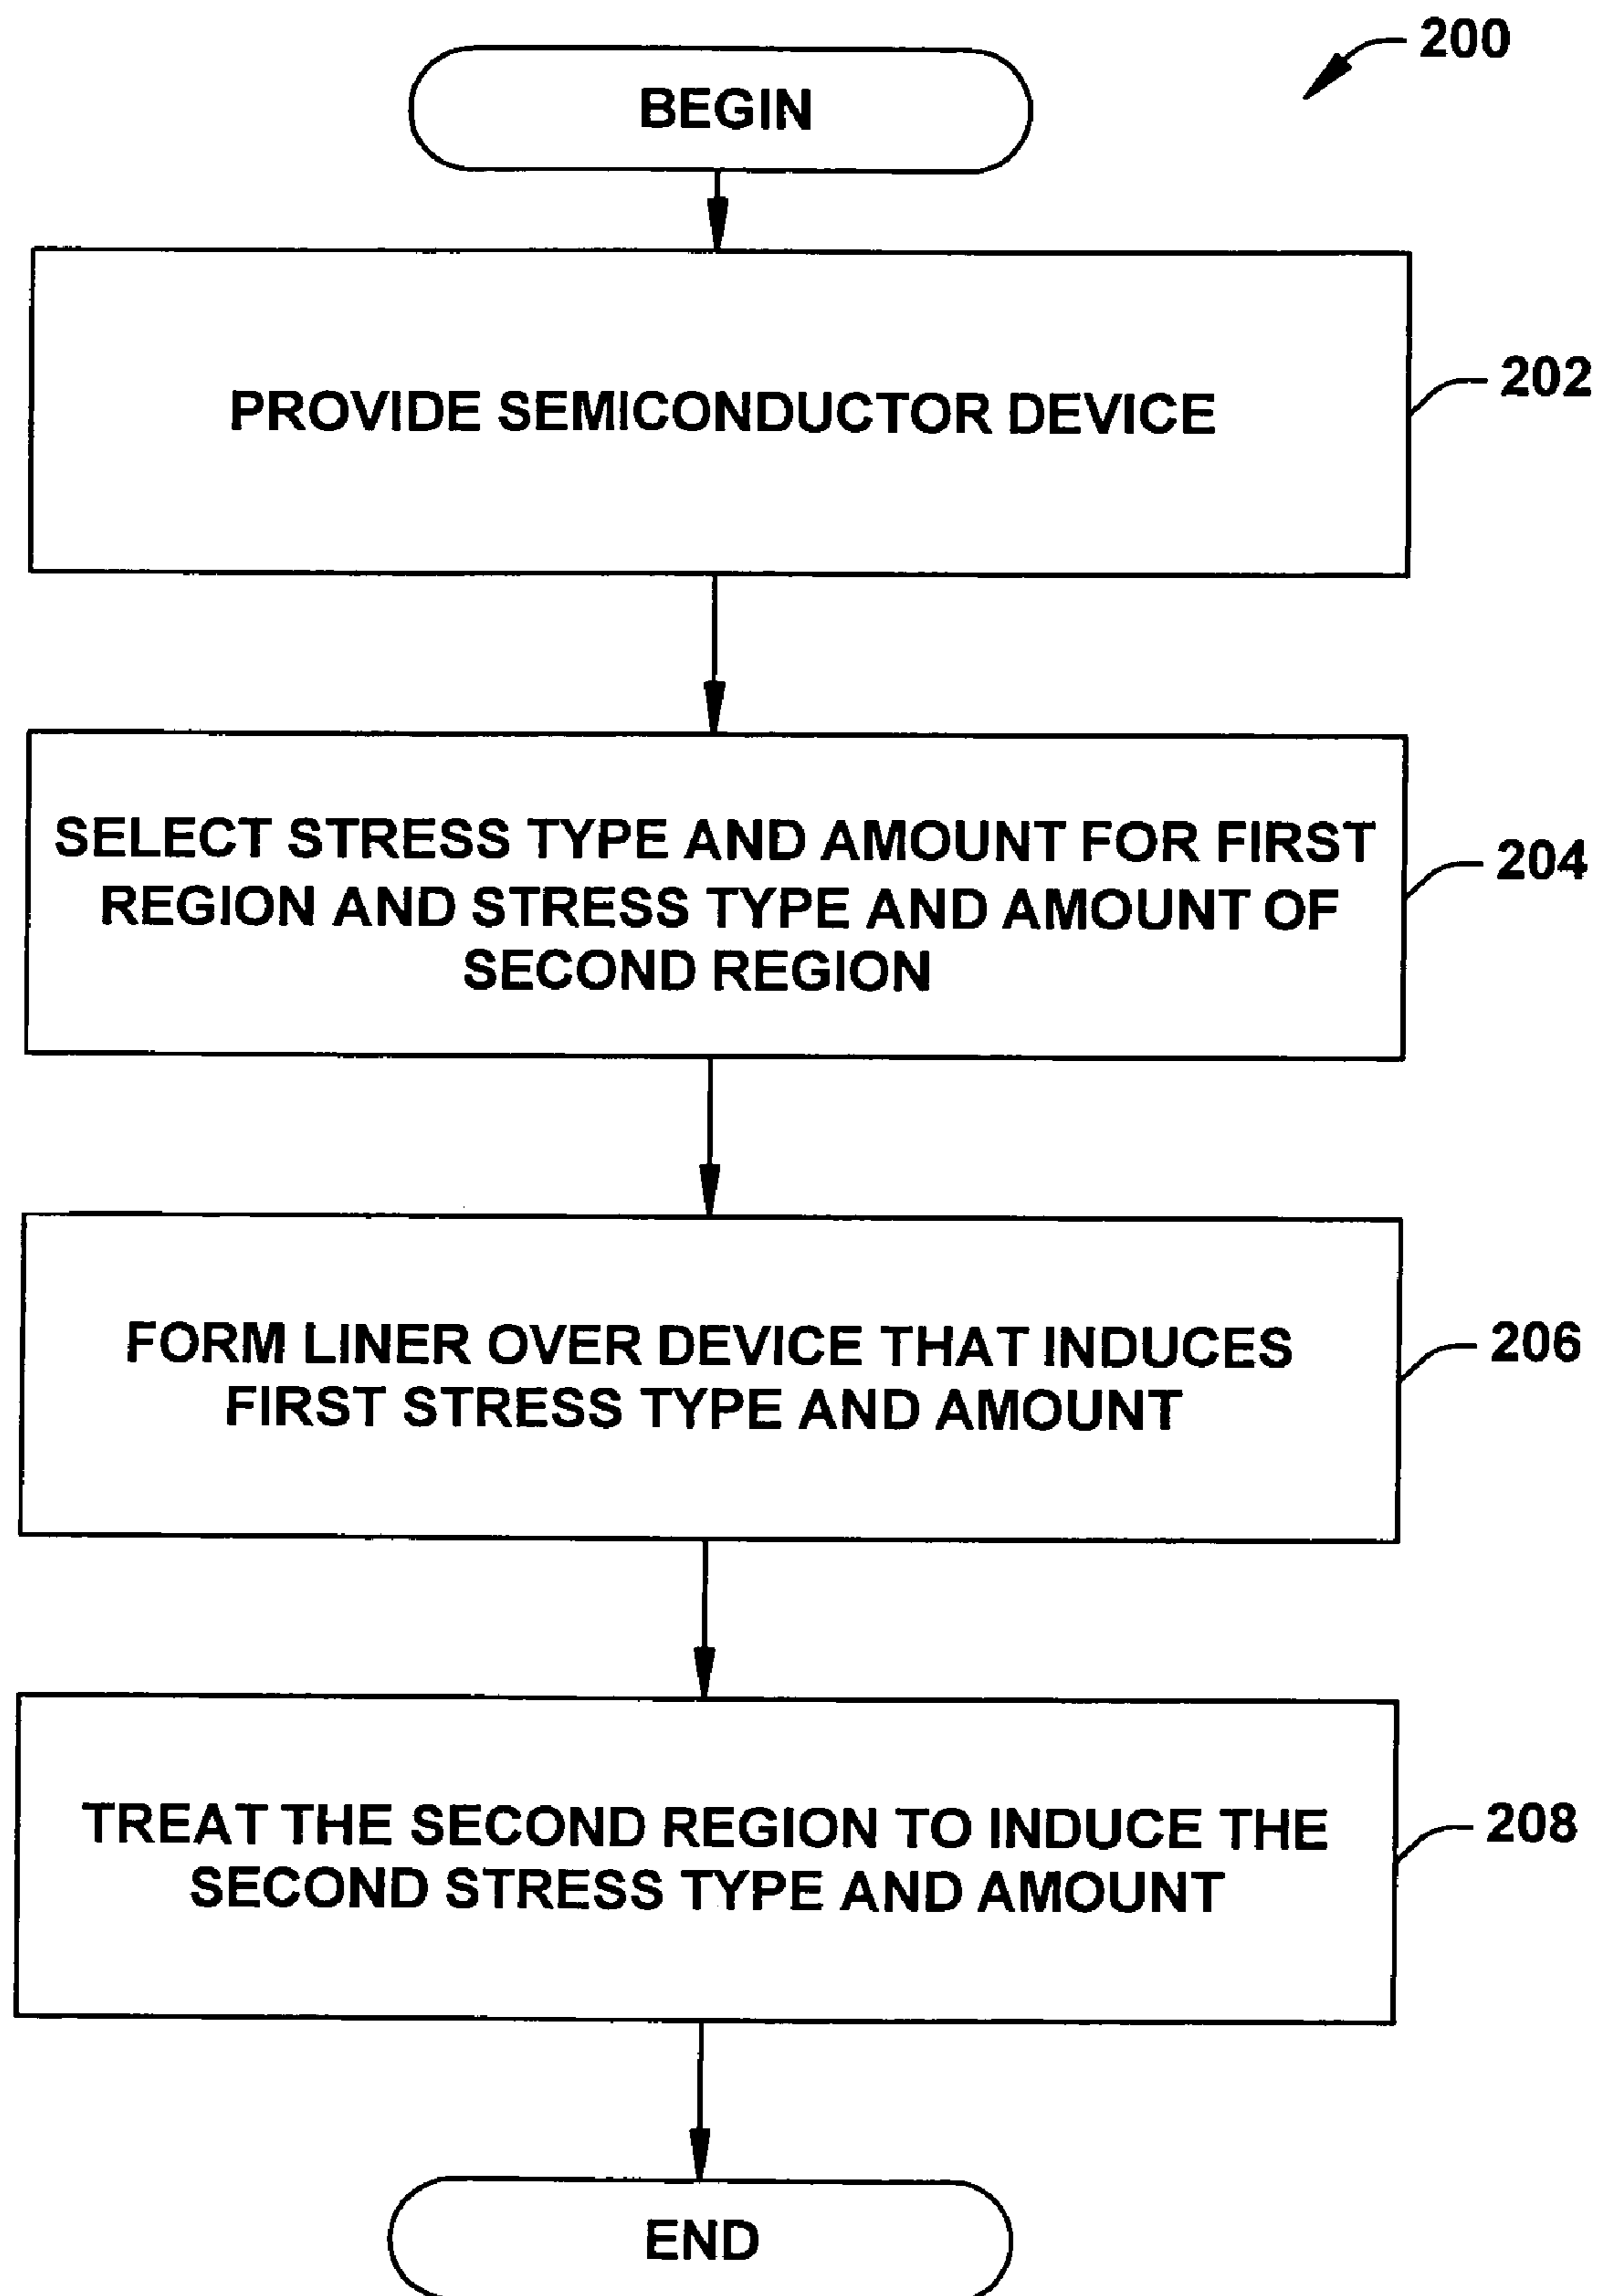 200
BEGIN
PROVIDE SEMICONDUCTOR DEVICE
202
SELECT STRESS TYPE AND AMOUNT FOR FIRST
REGION AND STRESS TYPE AND AMOUNT OF
SECOND REGION
204
FORM LINER OVER DEVICE THAT INDUCES
FIRST STRESS TYPE AND AMOUNT
206
TREAT THE SECOND REGION TO INDUCE THE
SECOND STRESS TYPE AND AMOUNT
208
END